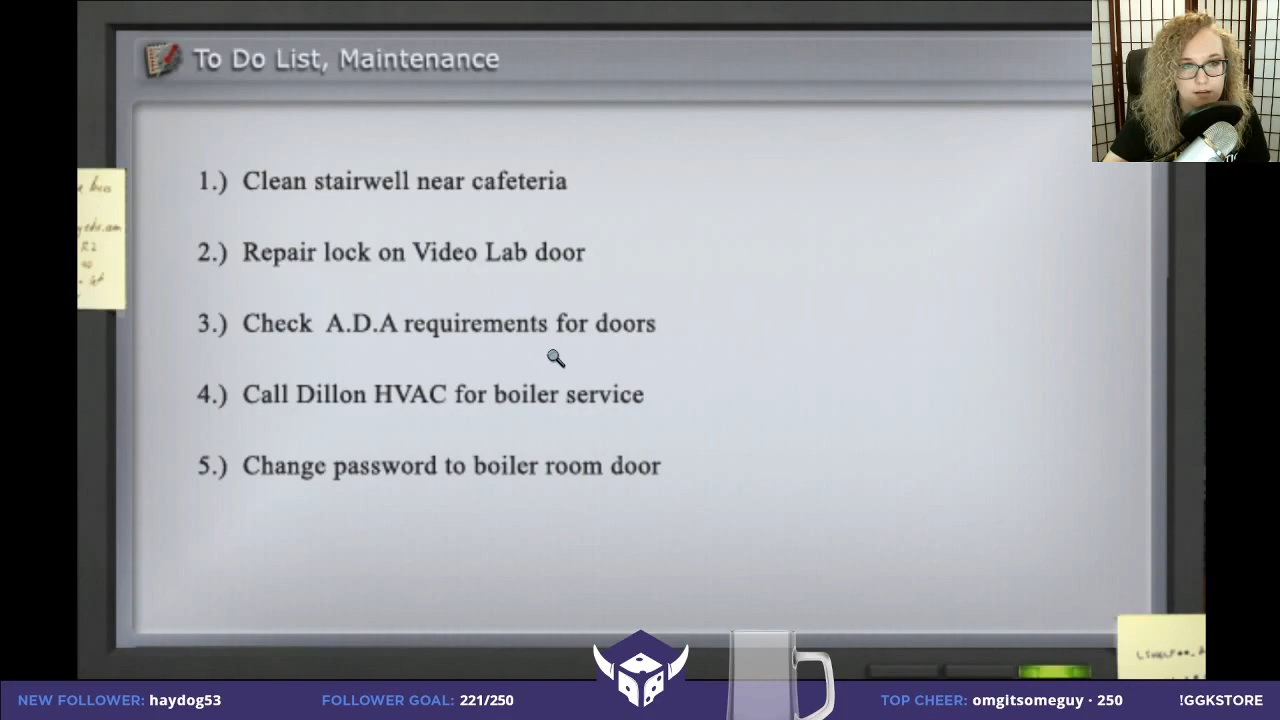 To Do List, Maintenance
1.) Clean stairwell near cafeteria
2.) Repair lock on Video Lab door
3.) Check A.D.A requirements for doors
4.) Call Dillon HVAC for boiler service
5.) Change password to boiler room door
NEW FOLLOWER: haydog53
FOLLOWER GOAL: 221/250
TOP CHEER: omgitsomeguy · 250
!GGKSTORE